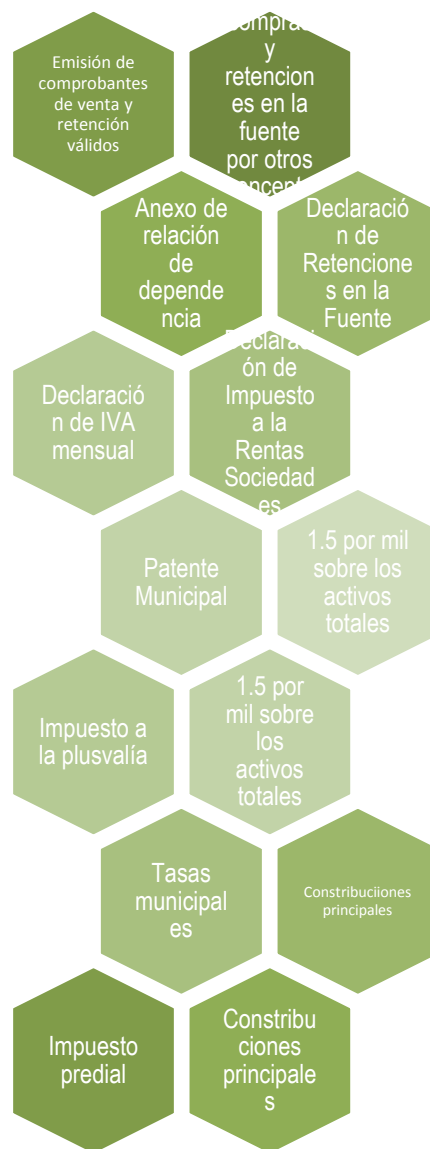 Emisión de
comprobantes
de venta y
retención
válidos
y
retencion
es en la
fuente
por otros
Anexo de
relación
de
depende
ncia
Declaració
n de
Retencione
s en la
Fuente
Declaració
n de IVA
mensual
Declaraci
ón de
Impuesto
a la
Rentas
Sociedad
es
Patente
Municipal
1.5 por mil
sobre los
activos
totales
Impuesto a
la plusvalía
1.5 por
mil sobre
los
activos
totales
Tasas
municipal
es
Constribuciiones
principales
Impuesto
predial
Constribu
ciones
principale
s